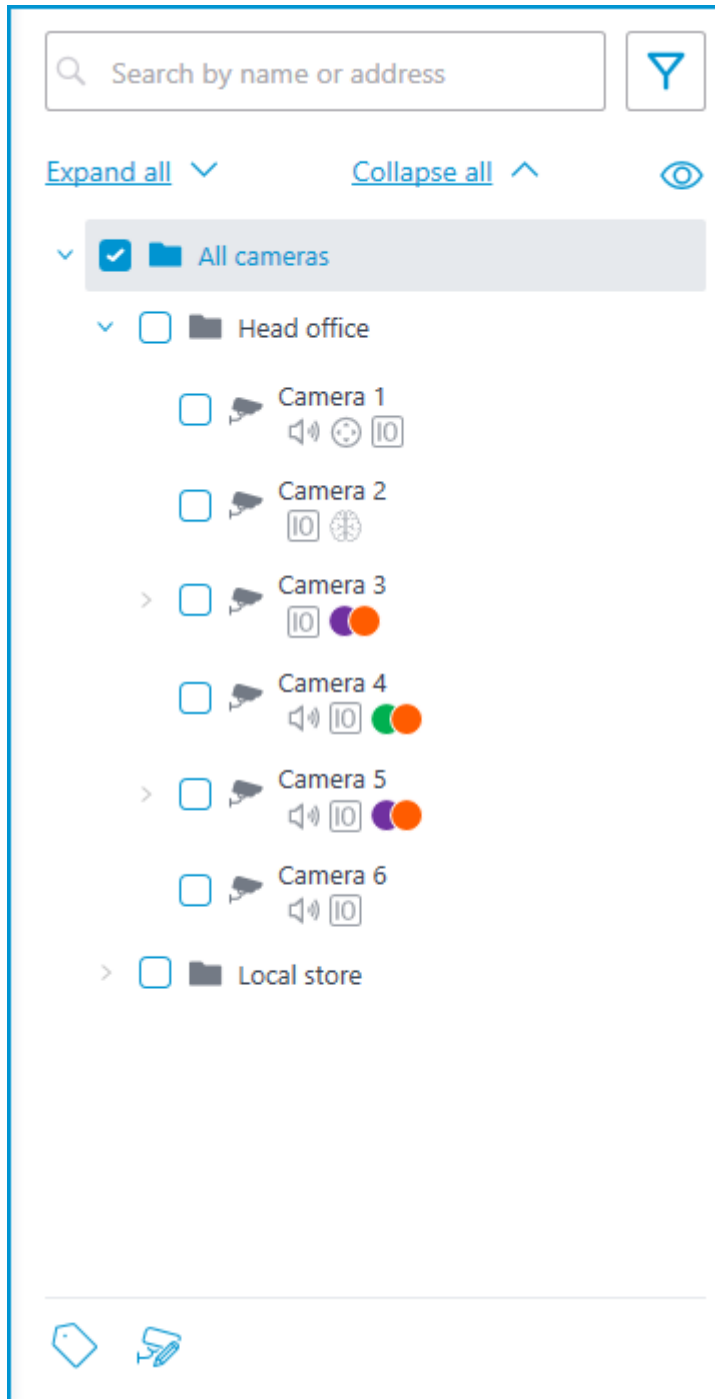 Search by name or address
Expand all Collapse all
All cameras
Head office
Camera 1
IO
Camera 2
IO
Camera 3
IO
Camera 4
IO
Camera 5
IO
Camera 6
IO
Local store